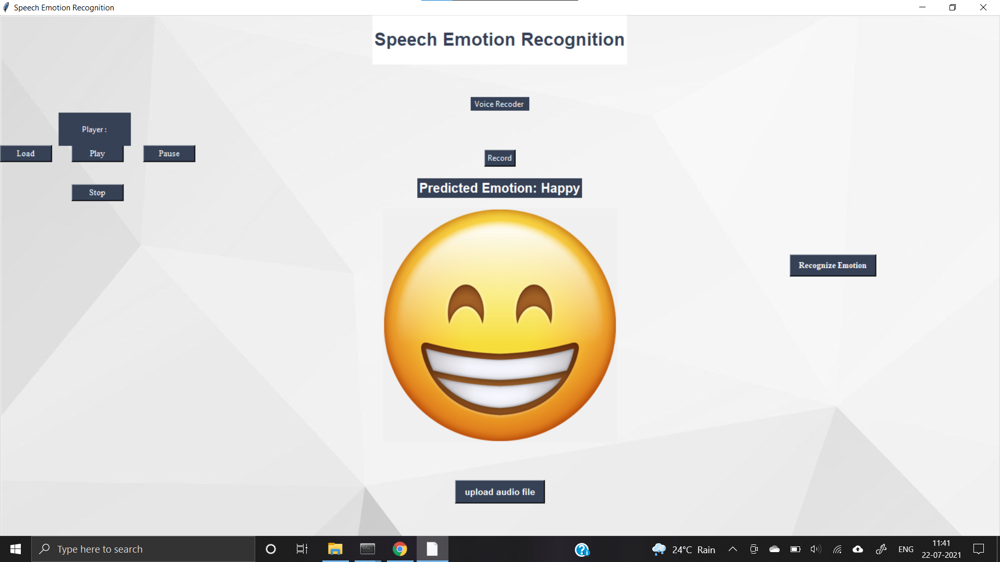 Speech Emotion Recognition
Speech Emotion Recognition
Voice Recoder
Player :
Load
Play
Pause
Record
Predicted Emotion: Happy
Stop
Recognize Emotion
upload audio file
Type here to search
24°C Rain
ENG
11:41
22-07-2021